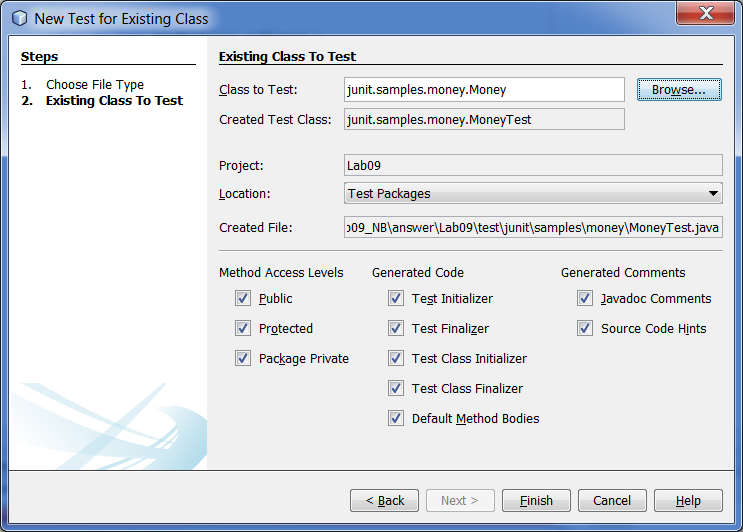 New Test for Existing Class
Steps
1. Choose File Type
2. Existing Class To Test
Existing Class To Test
Class to Test: junit.samples.money.Money Browse...
Created Test Class: junit.samples.money.MoneyTest
Project: Lab09
Location: Test Packages
Created File: 09_NB\answer\Lab09\test\junit\samples\money\MoneyTest.java
Method Access Levels
Public
Protected
Package Private
Generated Code
Test Initializer
Test Finalizer
Test Class Initializer
Test Class Finalizer
Default Method Bodies
Generated Comments
Javadoc Comments
Source Code Hints
< Back Next > Finish Cancel Help